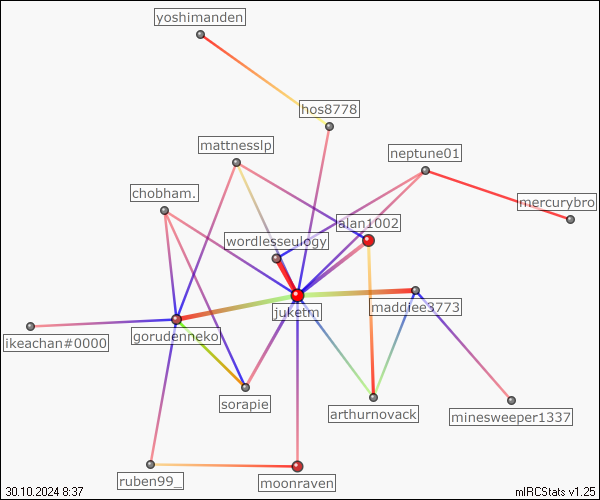 yoshimanden
hos8778
mattnesslp
neptune01
chobham.
mercurybro
alan1002
wordlesseulogy
juketm
maddiee3773
ikeachan#0000
gorudenneko
sorapie
arthurnovack
minesweeper1337
ruben99_
moonraven
30.10.2024 8:37
mIRCStats v1.25